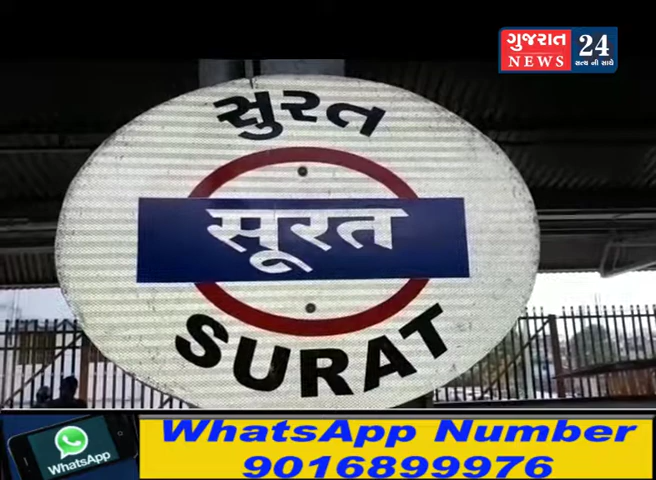 ગુજરાત 24
NEWS સત્ય ની સાથે
સુરત
सूरत
SURAT
WhatsApp
WhatsApp Number
9016899976